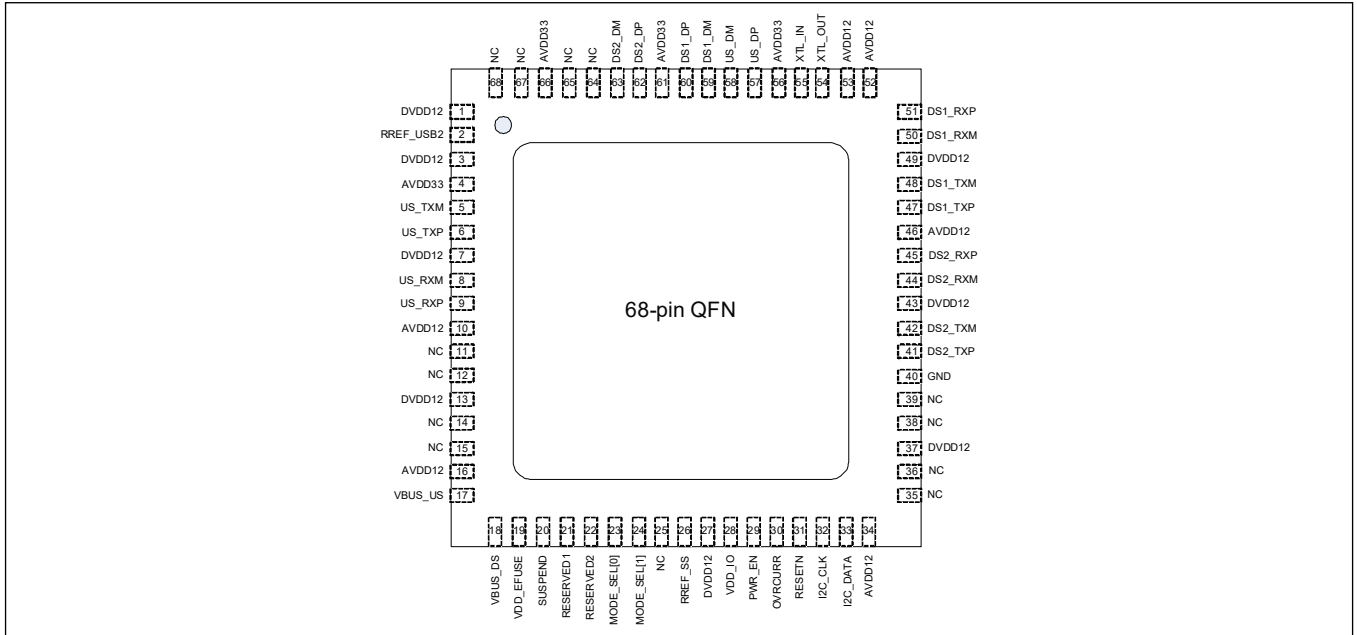 NC
NC
AVDD33
NC
NC
DS2_DM
DS2_DP
AVDD33
DS1_DP
DS1_DM
US_DM
US_DP
AVDD33
XTL_IN
XTL_OUT
AVDD12
AVDD12
68 67 66 65 64 63 62 61 60 59 58 57 56 55 54 53 52
DVDD12 1
RREF_USB2 2
DVDD12 3
AVDD33 4
US_TXM 5
US_TXP 6
DVDD12 7
US_RXM 8
US_RXP 9
AVDD12 10
NC 11
NC 12
DVDD12 13
NC 14
NC 15
AVDD12 16
VBUS_US 17
68-pin QFN
51 DS1_RXP
50 DS1_RXM
49 DVDD12
48 DS1_TXM
47 DS1_TXP
46 AVDD12
45 DS2_RXP
44 DS2_RXM
43 DVDD12
42 DS2_TXM
41 DS2_TXP
40 GND
39 NC
38 NC
37 DVDD12
36 NC
35 NC
18 19 20 21 22 23 24 25 26 27 28 29 30 31 32 33 34
VBUS_DS
VDD_EFUSE
SUSPEND
RESERVED1
RESERVED2
MODE_SEL[0]
MODE_SEL[1]
NC
RREF_SS
DVDD12
VDD_IO
PWR_EN
OVRCURR
RESETN
I2C_CLK
I2C_DATA
AVDD12